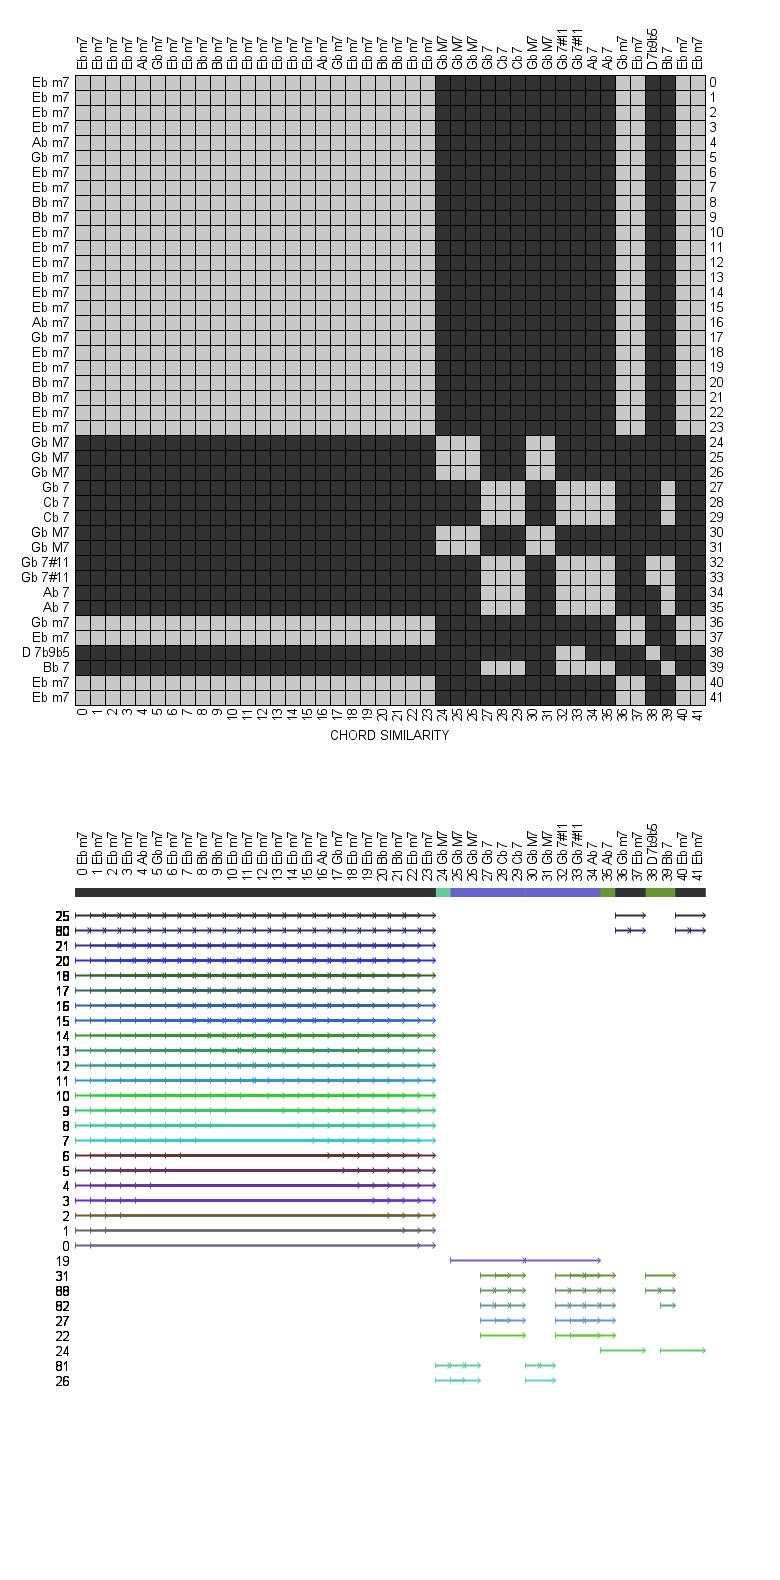 Eb m7 Eb m7 Eb m7 Eb m7 Ab m7 Gb m7 Eb m7 Eb m7 Bb m7 Bb m7 Eb m7 Eb m7 Eb m7 Eb m7 Eb m7 Eb m7 Ab m7 Gb m7 Eb m7 Eb m7 Bb m7 Bb m7 Eb m7 Eb m7 Gb M7 Gb M7 Gb M7 Gb 7 Cb 7 Cb 7 Gb M7 Gb M7 Gb 7#11 Gb 7#11 Ab 7 Ab 7 Gb m7 Eb m7 D 7b9b5 Bb 7 Eb m7 Eb m7
Eb m7 0
Eb m7 1
Eb m7 2
Eb m7 3
Ab m7 4
Gb m7 5
Eb m7 6
Eb m7 7
Bb m7 8
Bb m7 9
Eb m7 10
Eb m7 11
Eb m7 12
Eb m7 13
Eb m7 14
Eb m7 15
Ab m7 16
Gb m7 17
Eb m7 18
Eb m7 19
Bb m7 20
Bb m7 21
Eb m7 22
Eb m7 23
Gb M7 24
Gb M7 25
Gb M7 26
Gb 7 27
Cb 7 28
Cb 7 29
Gb M7 30
Gb M7 31
Gb 7#11 32
Gb 7#11 33
Ab 7 34
Ab 7 35
Gb m7 36
Eb m7 37
D 7b9b5 38
Bb 7 39
Eb m7 40
Eb m7 41
0 1 2 3 4 5 6 7 8 9 10 11 12 13 14 15 16 17 18 19 20 21 22 23 24 25 26 27 28 29 30 31 32 33 34 35 36 37 38 39 40 41
CHORD SIMILARITY
0 Eb m7 1 Eb m7 2 Eb m7 3 Eb m7 4 Ab m7 5 Gb m7 6 Eb m7 7 Eb m7 8 Bb m7 9 Bb m7 10 Eb m7 11 Eb m7 12 Eb m7 13 Eb m7 14 Eb m7 15 Eb m7 16 Ab m7 17 Gb m7 18 Eb m7 19 Eb m7 20 Bb m7 21 Bb m7 22 Eb m7 23 Eb m7 24 Gb M7 25 Gb M7 26 Gb M7 27 Gb 7 28 Cb 7 29 Cb 7 30 Gb M7 31 Gb M7 32 Gb 7#11 33 Gb 7#11 34 Ab 7 35 Ab 7 36 Gb m7 37 Eb m7 38 D 7b9b5 39 Bb 7 40 Eb m7 41 Eb m7
21
20
17
15
14
13
12
11
10
9
8
7
6
5
4
3
2
1
0
19
31
27
22
24
26